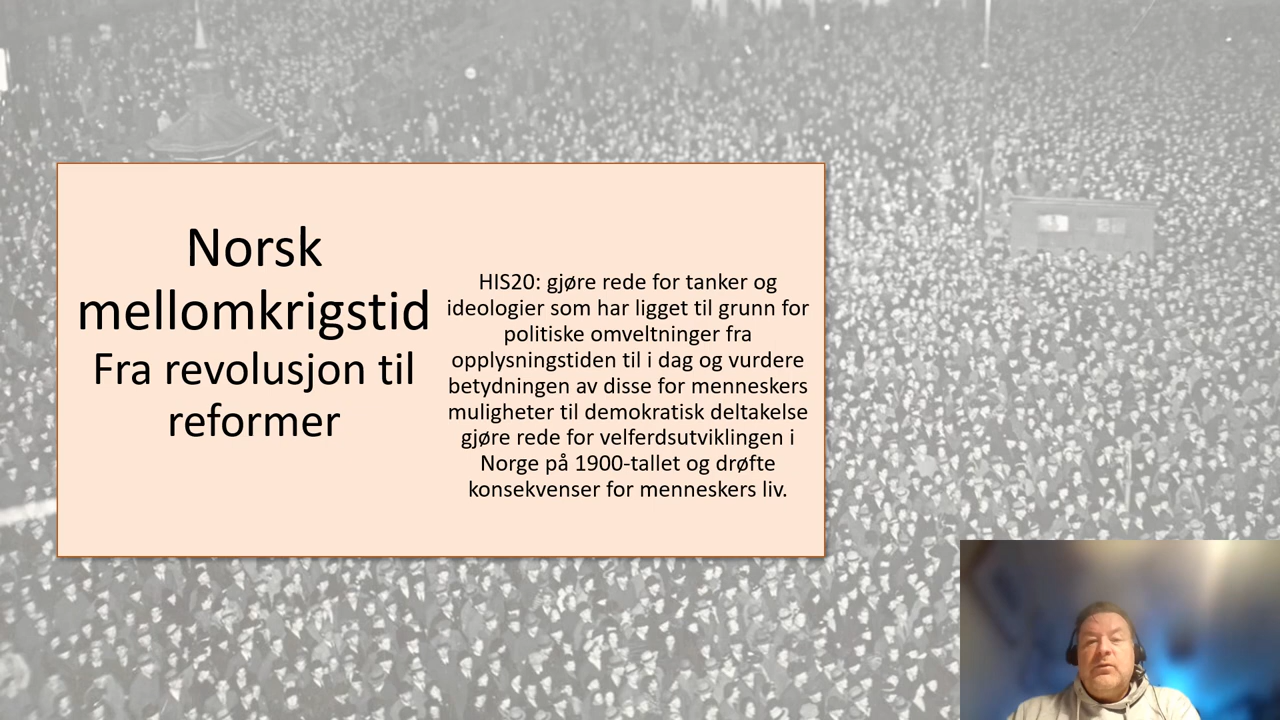 Norsk
mellomkrigstid
Fra revolusjon til
reformer
HIS20: gjøre rede for tanker og
ideologier som har ligget til grunn for
politiske omveltninger fra
opplysningstiden til i dag og vurdere
betydningen av disse for menneskers
muligheter til demokratisk deltakelse
gjøre rede for velferdsutviklingen i
Norge på 1900-tallet og drøfte
konsekvenser for menneskers liv.